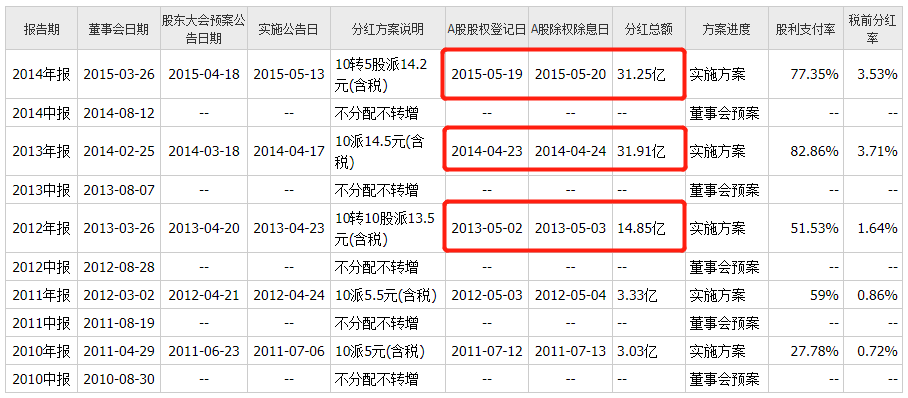 报告期 董事会日期 股东大会预案公告日期 实施公告日 分红方案说明 A股股权登记日 A股除权除息日 分红总额 方案进度 股利支付率 税前分红率
2014年报 2015-03-26 2015-04-18 2015-05-13 10转5股派14.2元(含税) 2015-05-19 2015-05-20 31.25亿 实施方案 77.35% 3.53%
2014中报 2014-08-12 -- -- 不分配不转增 -- -- -- 董事会预案 -- --
2013年报 2014-02-25 2014-03-18 2014-04-17 10派14.5元(含税) 2014-04-23 2014-04-24 31.91亿 实施方案 82.86% 3.71%
2013中报 2013-08-07 -- -- 不分配不转增 -- -- -- 董事会预案 -- --
2012年报 2013-03-26 2013-04-20 2013-04-23 10转10股派13.5元(含税) 2013-05-02 2013-05-03 14.85亿 实施方案 51.53% 1.64%
2012中报 2012-08-28 -- -- 不分配不转增 -- -- -- 董事会预案 -- --
2011年报 2012-03-02 2012-04-21 2012-04-24 10派5.5元(含税) 2012-05-03 2012-05-04 3.33亿 实施方案 59% 0.86%
2011中报 2011-08-19 -- -- 不分配不转增 -- -- -- 董事会预案 -- --
2010年报 2011-04-29 2011-06-23 2011-07-06 10派5元(含税) 2011-07-12 2011-07-13 3.03亿 实施方案 27.78% 0.72%
2010中报 2010-08-30 -- -- 不分配不转增 -- -- -- 董事会预案 -- --